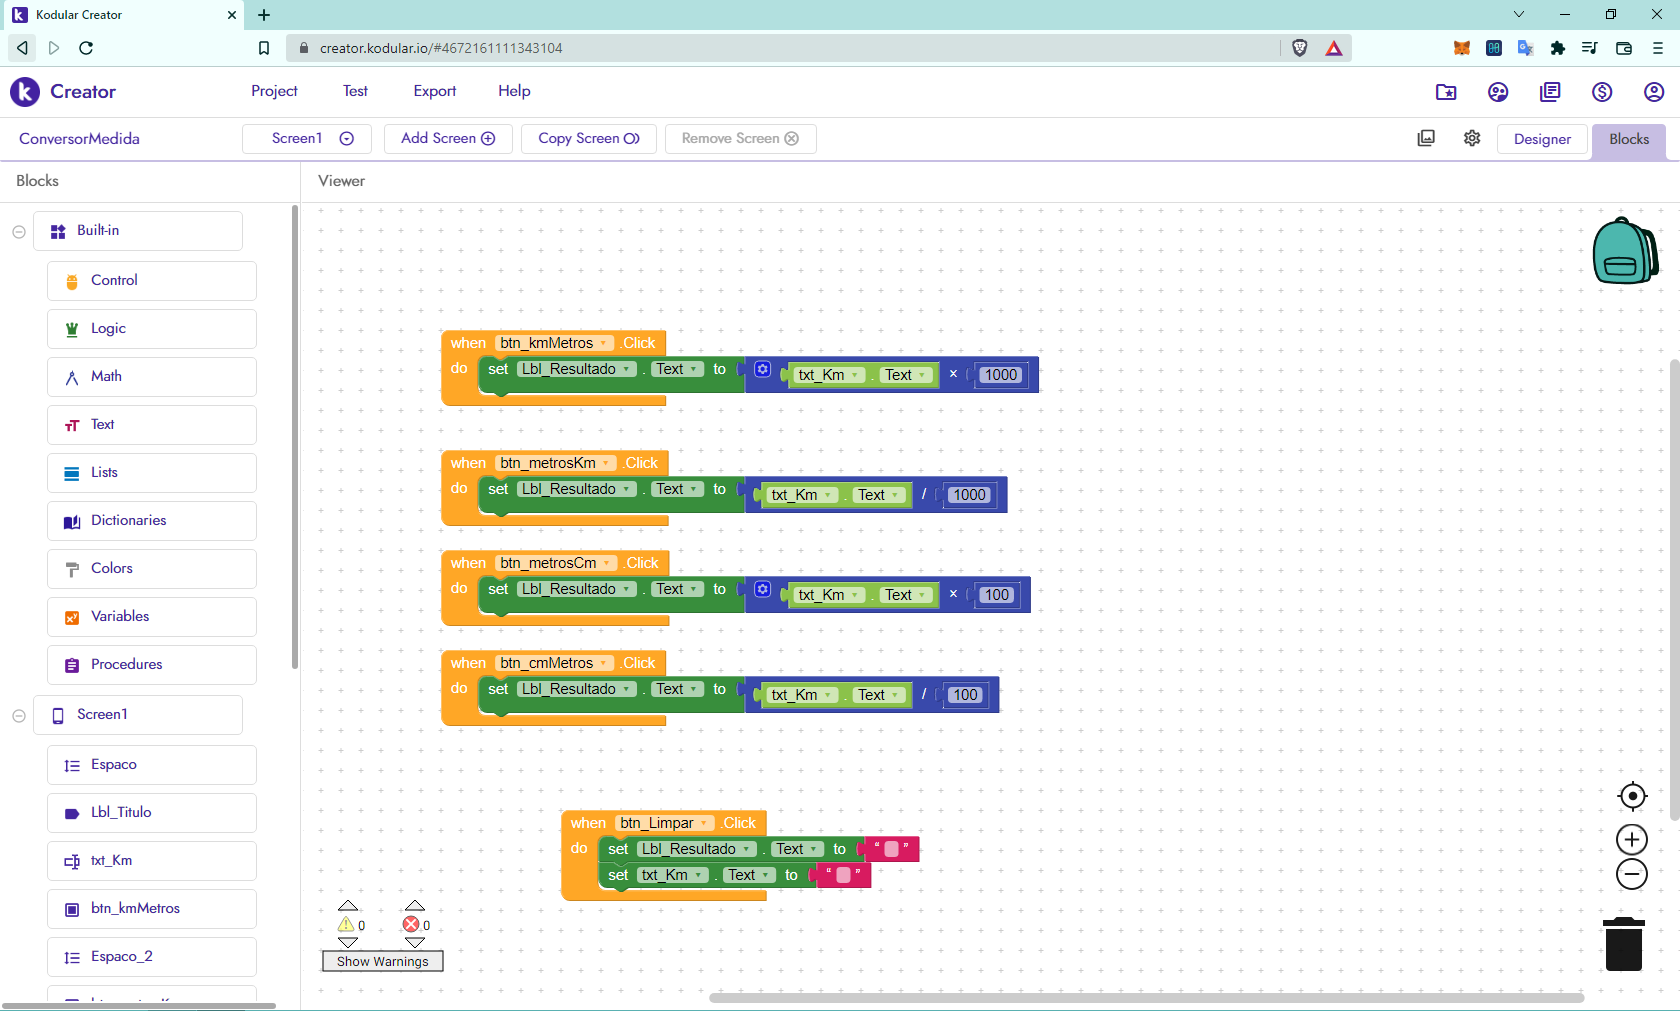 Kodular Creator
creator.kodular.io/#4672161111343104
Creator
Project
Test
Export
Help
ConversorMedida
Screen1
Add Screen
Copy Screen
Remove Screen
Designer
Blocks
Blocks
Viewer
Built-in
Control
Logic
Math
Text
Lists
Dictionaries
Colors
Variables
Procedures
Screen1
Espaco
Lbl_Titulo
txt_Km
btn_kmMetros
Espaco_2
when btn_kmMetros .Click
do set Lbl_Resultado . Text to txt_Km . Text × 1000
when btn_metrosKm .Click
do set Lbl_Resultado . Text to txt_Km . Text / 1000
when btn_metrosCm .Click
do set Lbl_Resultado . Text to txt_Km . Text × 100
when btn_cmMetros .Click
do set Lbl_Resultado . Text to txt_Km . Text / 100
when btn_Limpar .Click
do set Lbl_Resultado . Text to “ ”
set txt_Km . Text to “ ”
0
0
Show Warnings